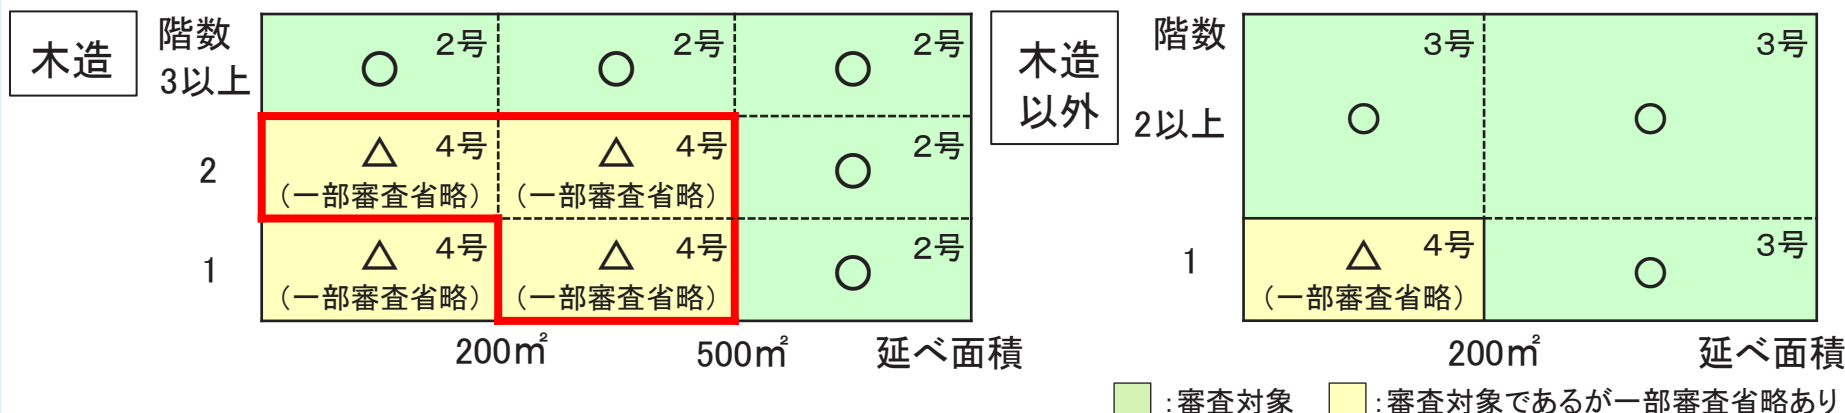 木造
階数
3以上
2
1
○ 2号
○ 2号
○ 2号
△ 4号
(一部審査省略)
△ 4号
(一部審査省略)
○ 2号
△ 4号
(一部審査省略)
△ 4号
(一部審査省略)
○ 2号
200㎡
500㎡
延べ面積
木造
以外
階数
2以上
1
○ 3号
○ 3号
△ 4号
(一部審査省略)
○ 3号
200㎡
延べ面積
:審査対象
:審査対象であるが一部審査省略あり